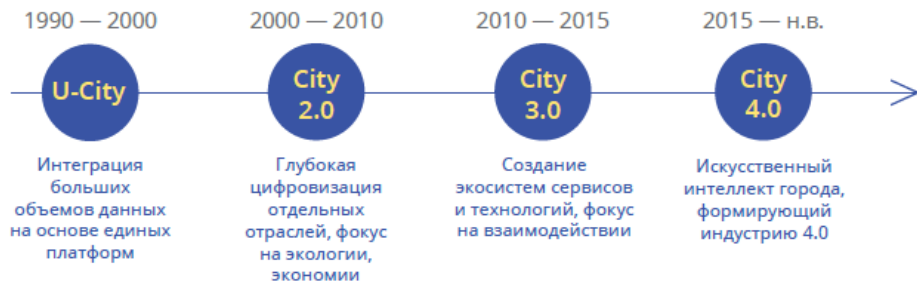 1990 — 2000
2000 — 2010
2010 — 2015
2015 — н.в.
U-City
City
2.0
City
3.0
City
4.0
Интеграция
больших
объемов данных
на основе единых
платформ
Глубокая
цифровизация
отдельных
отраслей, фокус
на экологии,
экономии
Создание
экосистем сервисов
и технологий, фокус
на взаимодействии
Искусственный
интеллект города,
формирующий
индустрию 4.0